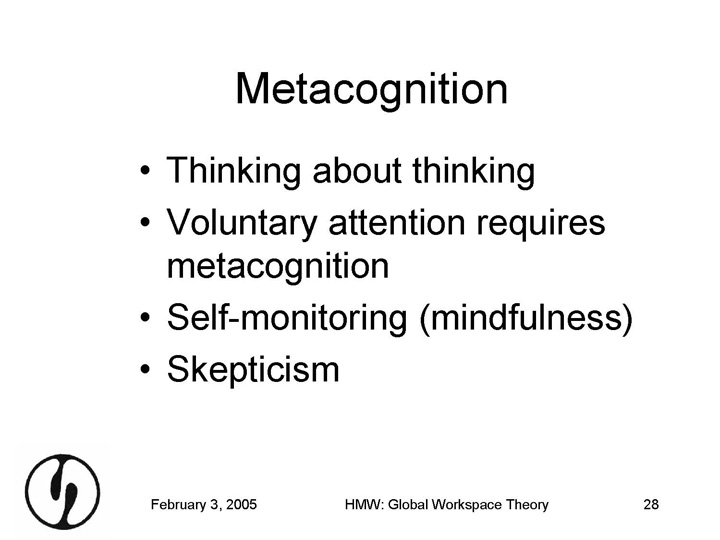 Metacognition
• Thinking about thinking
• Voluntary attention requires
metacognition
• Self-monitoring (mindfulness)
• Skepticism
February 3, 2005 HMW: Global Workspace Theory 28